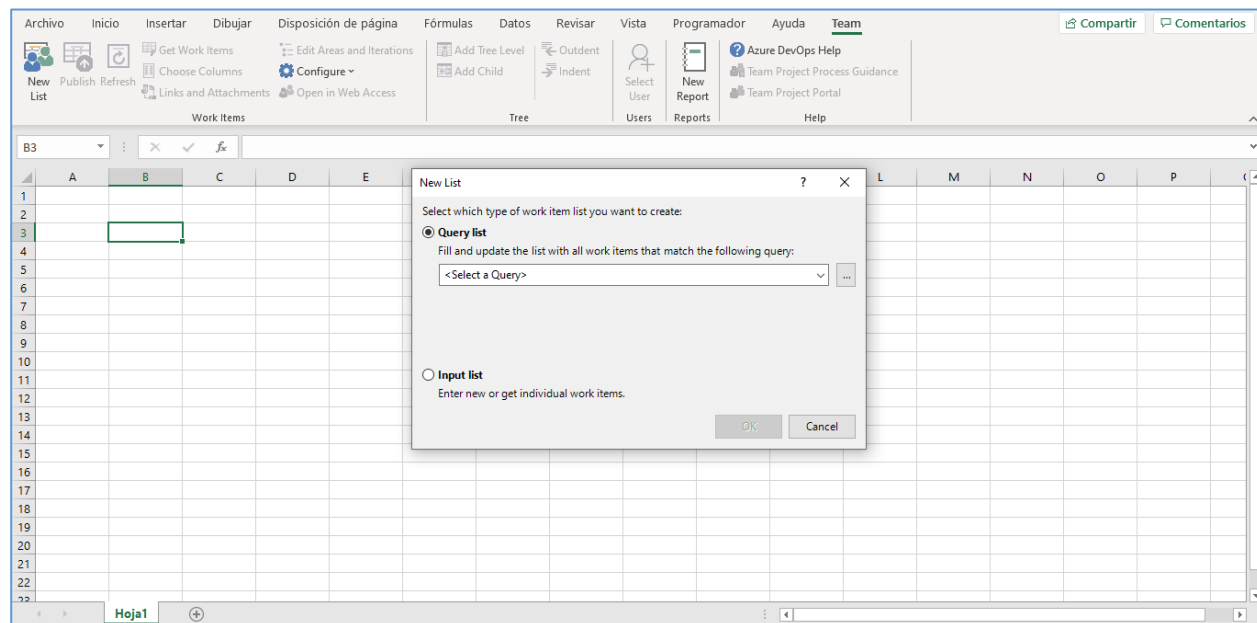 Archivo Inicio Insertar Dibujar Disposición de página Fórmulas Datos Revisar Vista Programador Ayuda Team Compartir Comentarios
New List
Publish Refresh
Get Work Items
Choose Columns
Links and Attachments
Work Items
Edit Areas and Iterations
Configure
Open in Web Access
Add Tree Level
Add Child
Outdent
Indent
Tree
Select User
Users
New Report
Reports
Azure DevOps Help
Team Project Process Guidance
Team Project Portal
Help
B3 fx
A B C D E L M N O P
1
2
3
4
5
6
7
8
9
10
11
12
13
14
15
16
17
18
19
20
21
22
23
New List ? ×
Select which type of work item list you want to create:
Query list
Fill and update the list with all work items that match the following query:
<Select a Query> ...
Input list
Enter new or get individual work items.
OK Cancel
Hoja1